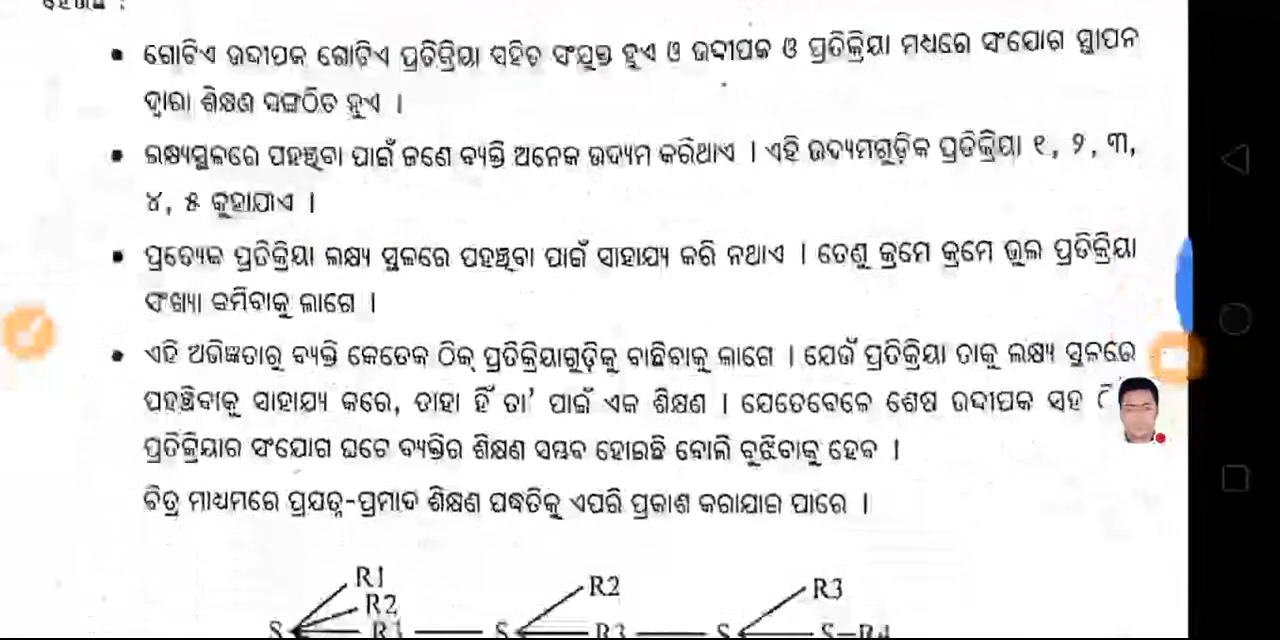 ଗୋଟିଏ ଉଦ୍ଦୀପକ ଗୋଟିଏ ପ୍ରତିକ୍ରିୟା ସହିତ ସଂଯୁକ୍ତ ହୁଏ ଓ ଉଦ୍ଦୀପକ ଓ ପ୍ରତିକ୍ରିୟା ମଧ୍ୟରେ ସଂଯୋଗ ସ୍ଥାପନ
ଦ୍ୱାରା ଶିକ୍ଷଣ ସଙ୍ଗଠିତ ହୁଏ ।
ଲକ୍ଷ୍ୟସ୍ଥଳରେ ପହଞ୍ଚିବା ପାଇଁ ଜଣେ ବ୍ୟକ୍ତି ଅନେକ ଉଦ୍ୟମ କରିଥାଏ । ଏହି ଉଦ୍ୟମଗୁଡ଼ିକ ପ୍ରତିକ୍ରିୟା ୧, ୨, ୩,
୪, ୫ କୁହାଯାଏ ।
ପ୍ରତ୍ୟେକ ପ୍ରତିକ୍ରିୟା ଲକ୍ଷ୍ୟ ସ୍ଥଳରେ ପହଞ୍ଚିବା ପାଇଁ ସାହାଯ୍ୟ କରି ନଥାଏ । ତେଣୁ କ୍ରମେ କ୍ରମେ ଭୁଲ ପ୍ରତିକ୍ରିୟା
ସଂଖ୍ୟା କମିବାକୁ ଲାଗେ ।
ଏହି ଅଭିଜ୍ଞତାରୁ ବ୍ୟକ୍ତି କେତେକ ଠିକ୍ ପ୍ରତିକ୍ରିୟାଗୁଡ଼ିକୁ ବାଛିବାକୁ ଲାଗେ । ଯେଉଁ ପ୍ରତିକ୍ରିୟା ତାକୁ ଲକ୍ଷ୍ୟ ସ୍ଥଳରେ
ପହଞ୍ଚିବାକୁ ସାହାଯ୍ୟ କରେ, ତାହା ହିଁ ତା' ପାଇଁ ଏକ ଶିକ୍ଷଣ । ଯେତେବେଳେ ଶେଷ ଉଦ୍ଦୀପକ ସହ
ପ୍ରତିକ୍ରିୟାର ସଂଯୋଗ ଘଟେ ବ୍ୟକ୍ତିର ଶିକ୍ଷଣ ସମ୍ଭବ ହୋଇଛି ବୋଲି ବୁଝିବାକୁ ହେବ ।
ଚିତ୍ର ମାଧ୍ୟମରେ ପ୍ରଯତ୍ନ-ପ୍ରମାଦ ଶିକ୍ଷଣ ପଦ୍ଧତିକୁ ଏପରି ପ୍ରକାଶ କରାଯାଇ ପାରେ ।
R1 R2 R3
R2
S S R3 S S-R4